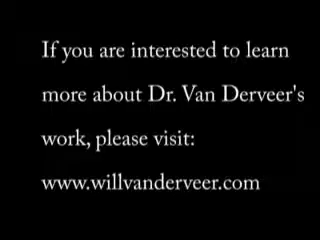 If you are interested to learn
more about Dr. Van Derveer's
work, please visit:
www.willvanderveer.com